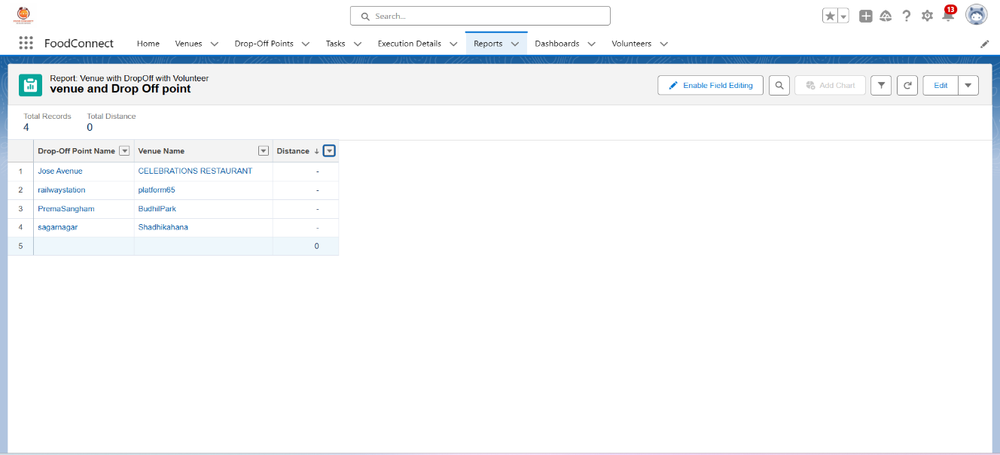 Search...
13
FoodConnect
Home Venues Drop-Off Points Tasks Execution Details Reports Dashboards Volunteers
Report: Venue with DropOff with Volunteer
venue and Drop Off point
Enable Field Editing Add Chart Edit
Total Records Total Distance
4 0
Drop-Off Point Name Venue Name Distance ↓
1 Jose Avenue CELEBRATIONS RESTAURANT -
2 railwaystation platform65 -
3 PremaSangham BudhilPark -
4 sagarnagar Shadhikahana -
5 0